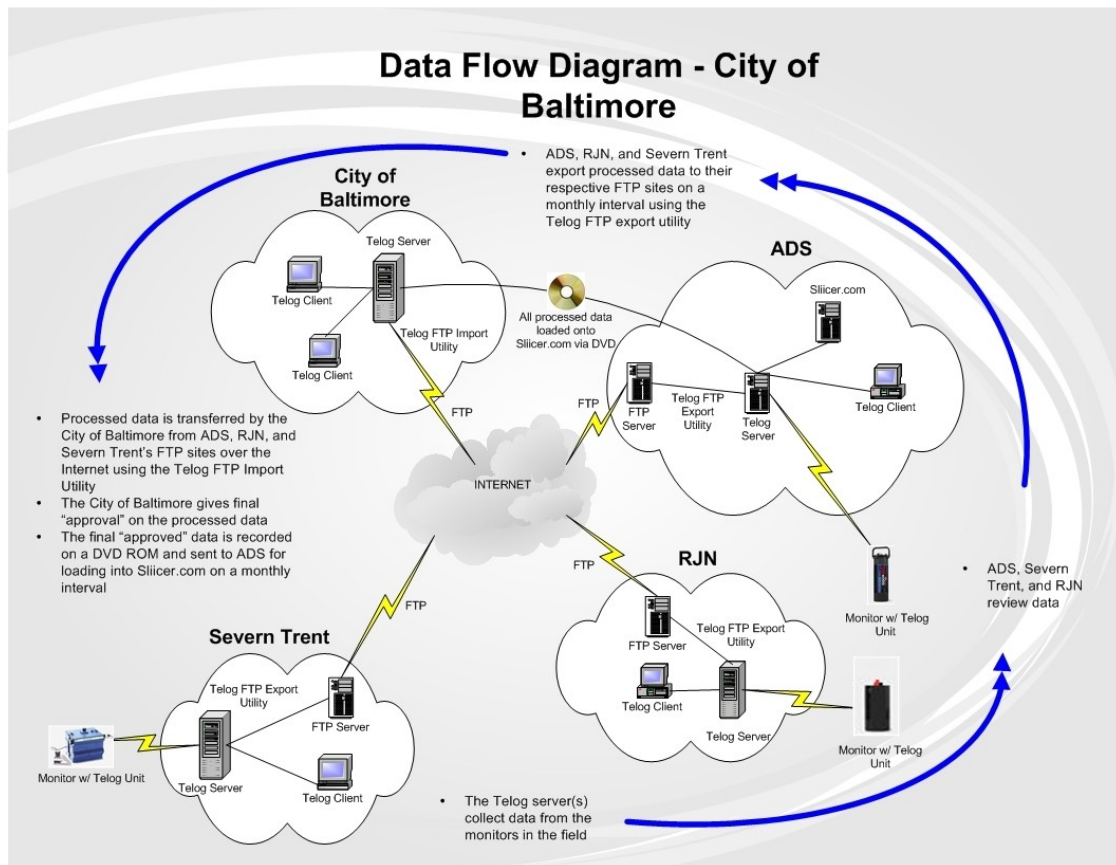 Data Flow Diagram - City of
Baltimore
• ADS, RJN, and Severn Trent
export processed data to their
respective FTP sites on a
monthly interval using the
Telog FTP export utility
City of
Baltimore
Telog Server
Telog Client
Telog Client
Telog FTP Import
Utility
FTP
All processed data
loaded onto
Sliicer.com via DVD
ADS
Sliicer.com
FTP
FTP
Server
Telog FTP
Export
Utility
Telog
Server
Telog Client
Monitor w/ Telog
Unit
• Processed data is transferred by the
City of Baltimore from ADS, RJN, and
Severn Trent's FTP sites over the
Internet using the Telog FTP Import
Utility
• The City of Baltimore gives final
“approval” on the processed data
• The final “approved” data is recorded
on a DVD ROM and sent to ADS for
loading into Sliicer.com on a monthly
interval
INTERNET
FTP
FTP
RJN
FTP Server
Telog FTP Export
Utility
Telog Client
Telog Server
Monitor w/ Telog
Unit
• ADS, Severn
Trent, and RJN
review data
Severn Trent
Telog FTP Export
Utility
FTP Server
Monitor w/ Telog Unit
Telog Server
Telog Client
• The Telog server(s)
collect data from the
monitors in the field